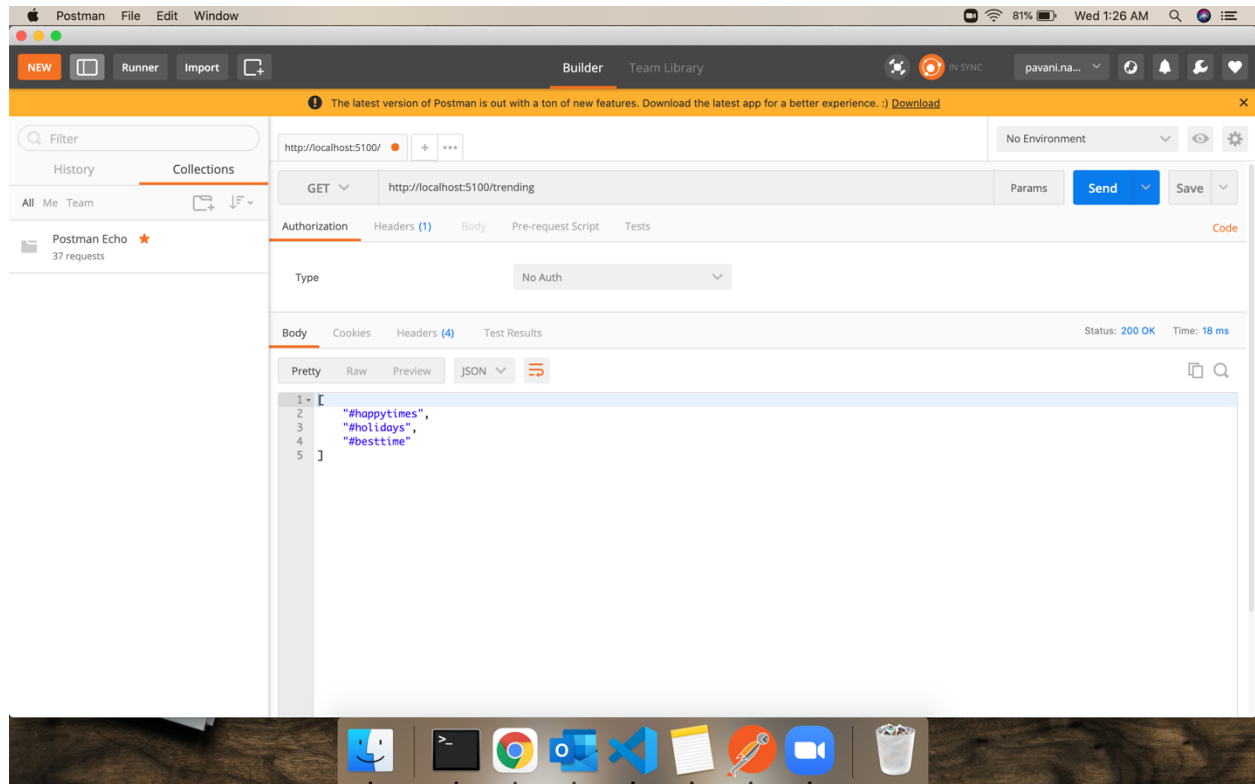 Postman File Edit Window 81% Wed 1:26 AM
NEW Runner Import Builder Team Library IN SYNC pavani.na...
The latest version of Postman is out with a ton of new features. Download the latest app for a better experience. :) Download
Filter
History Collections
All Me Team
Postman Echo
37 requests
http://localhost:5100/ + ••• No Environment
GET http://localhost:5100/trending Params Send Save
Authorization Headers (1) Body Pre-request Script Tests Code
Type No Auth
Body Cookies Headers (4) Test Results Status: 200 OK Time: 18 ms
Pretty Raw Preview JSON
1 [
2 "#happytimes",
3 "#holidays",
4 "#besttime"
5 ]